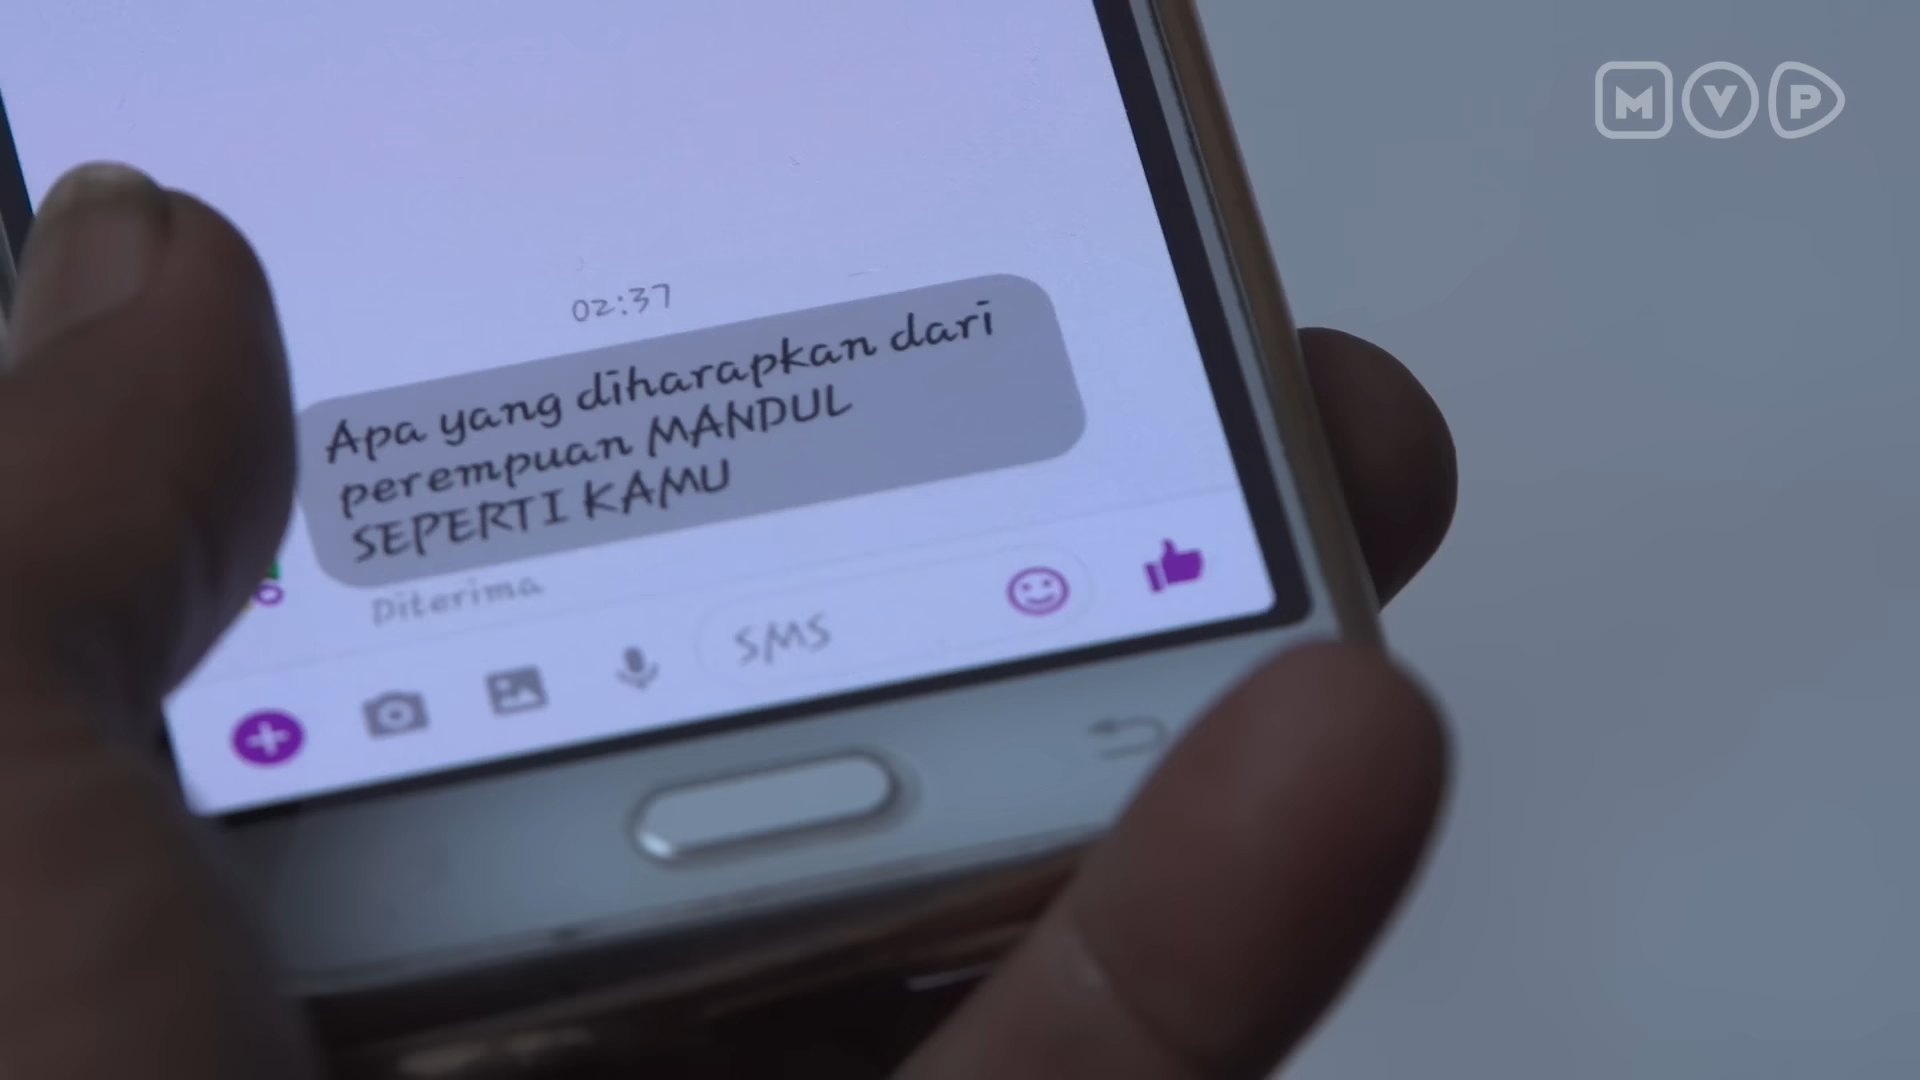 MVP
02:37
Apa yang diharapkan dari
perempuan MANDUL
SEPERTI KAMU
Diterima
SMS